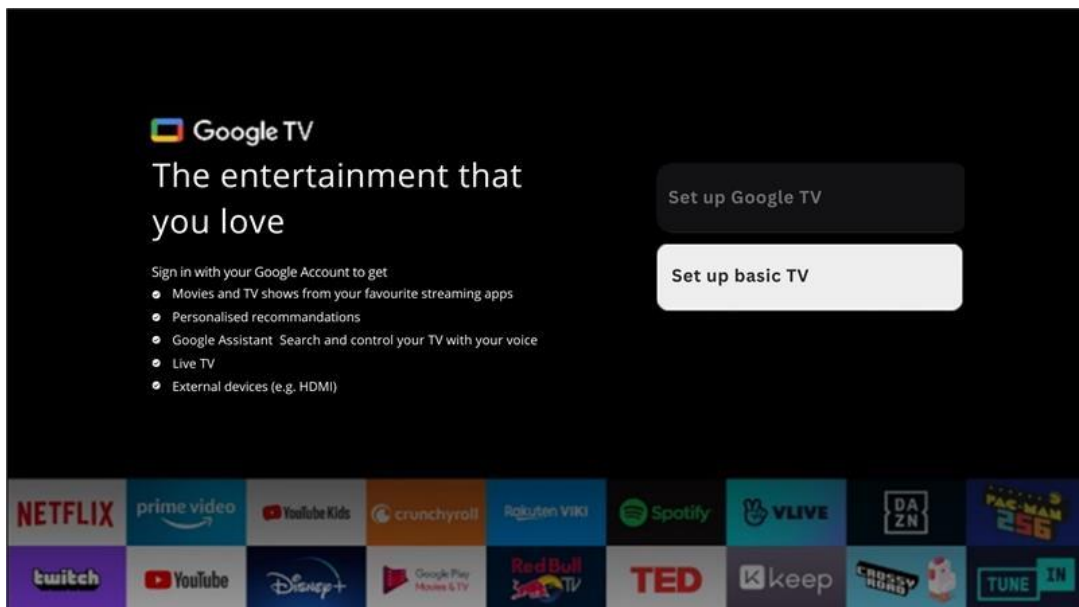 Google TV
The entertainment that
you love
Sign in with your Google Account to get
Movies and TV shows from your favourite streaming apps
Personalised recommandations
Google Assistant Search and control your TV with your voice
Live TV
External devices (e.g. HDMI)
Set up Google TV
Set up basic TV
NETFLIX
prime video
YouTube Kids
crunchyroll
Rakuten VIKI
Spotify
VLIVE
DA
ZN
PAC-MAN
256
twitch
YouTube
Disney+
Google Play
Movies & TV
Red Bull
TV
TED
keep
CROSSY
ROAD
TUNE IN